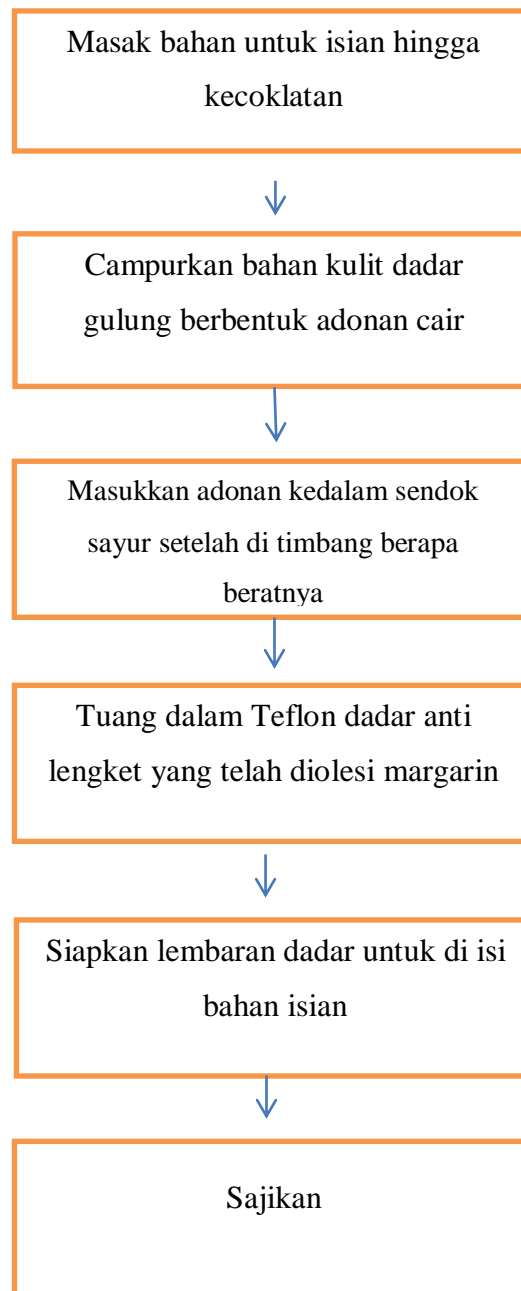 Masak bahan untuk isian hingga
kecoklatan
Campurkan bahan kulit dadar
gulung berbentuk adonan cair
Masukkan adonan kedalam sendok
sayur setelah di timbang berapa
beratnya
Tuang dalam Teflon dadar anti
lengket yang telah diolesi margarin
Siapkan lembaran dadar untuk di isi
bahan isian
Sajikan